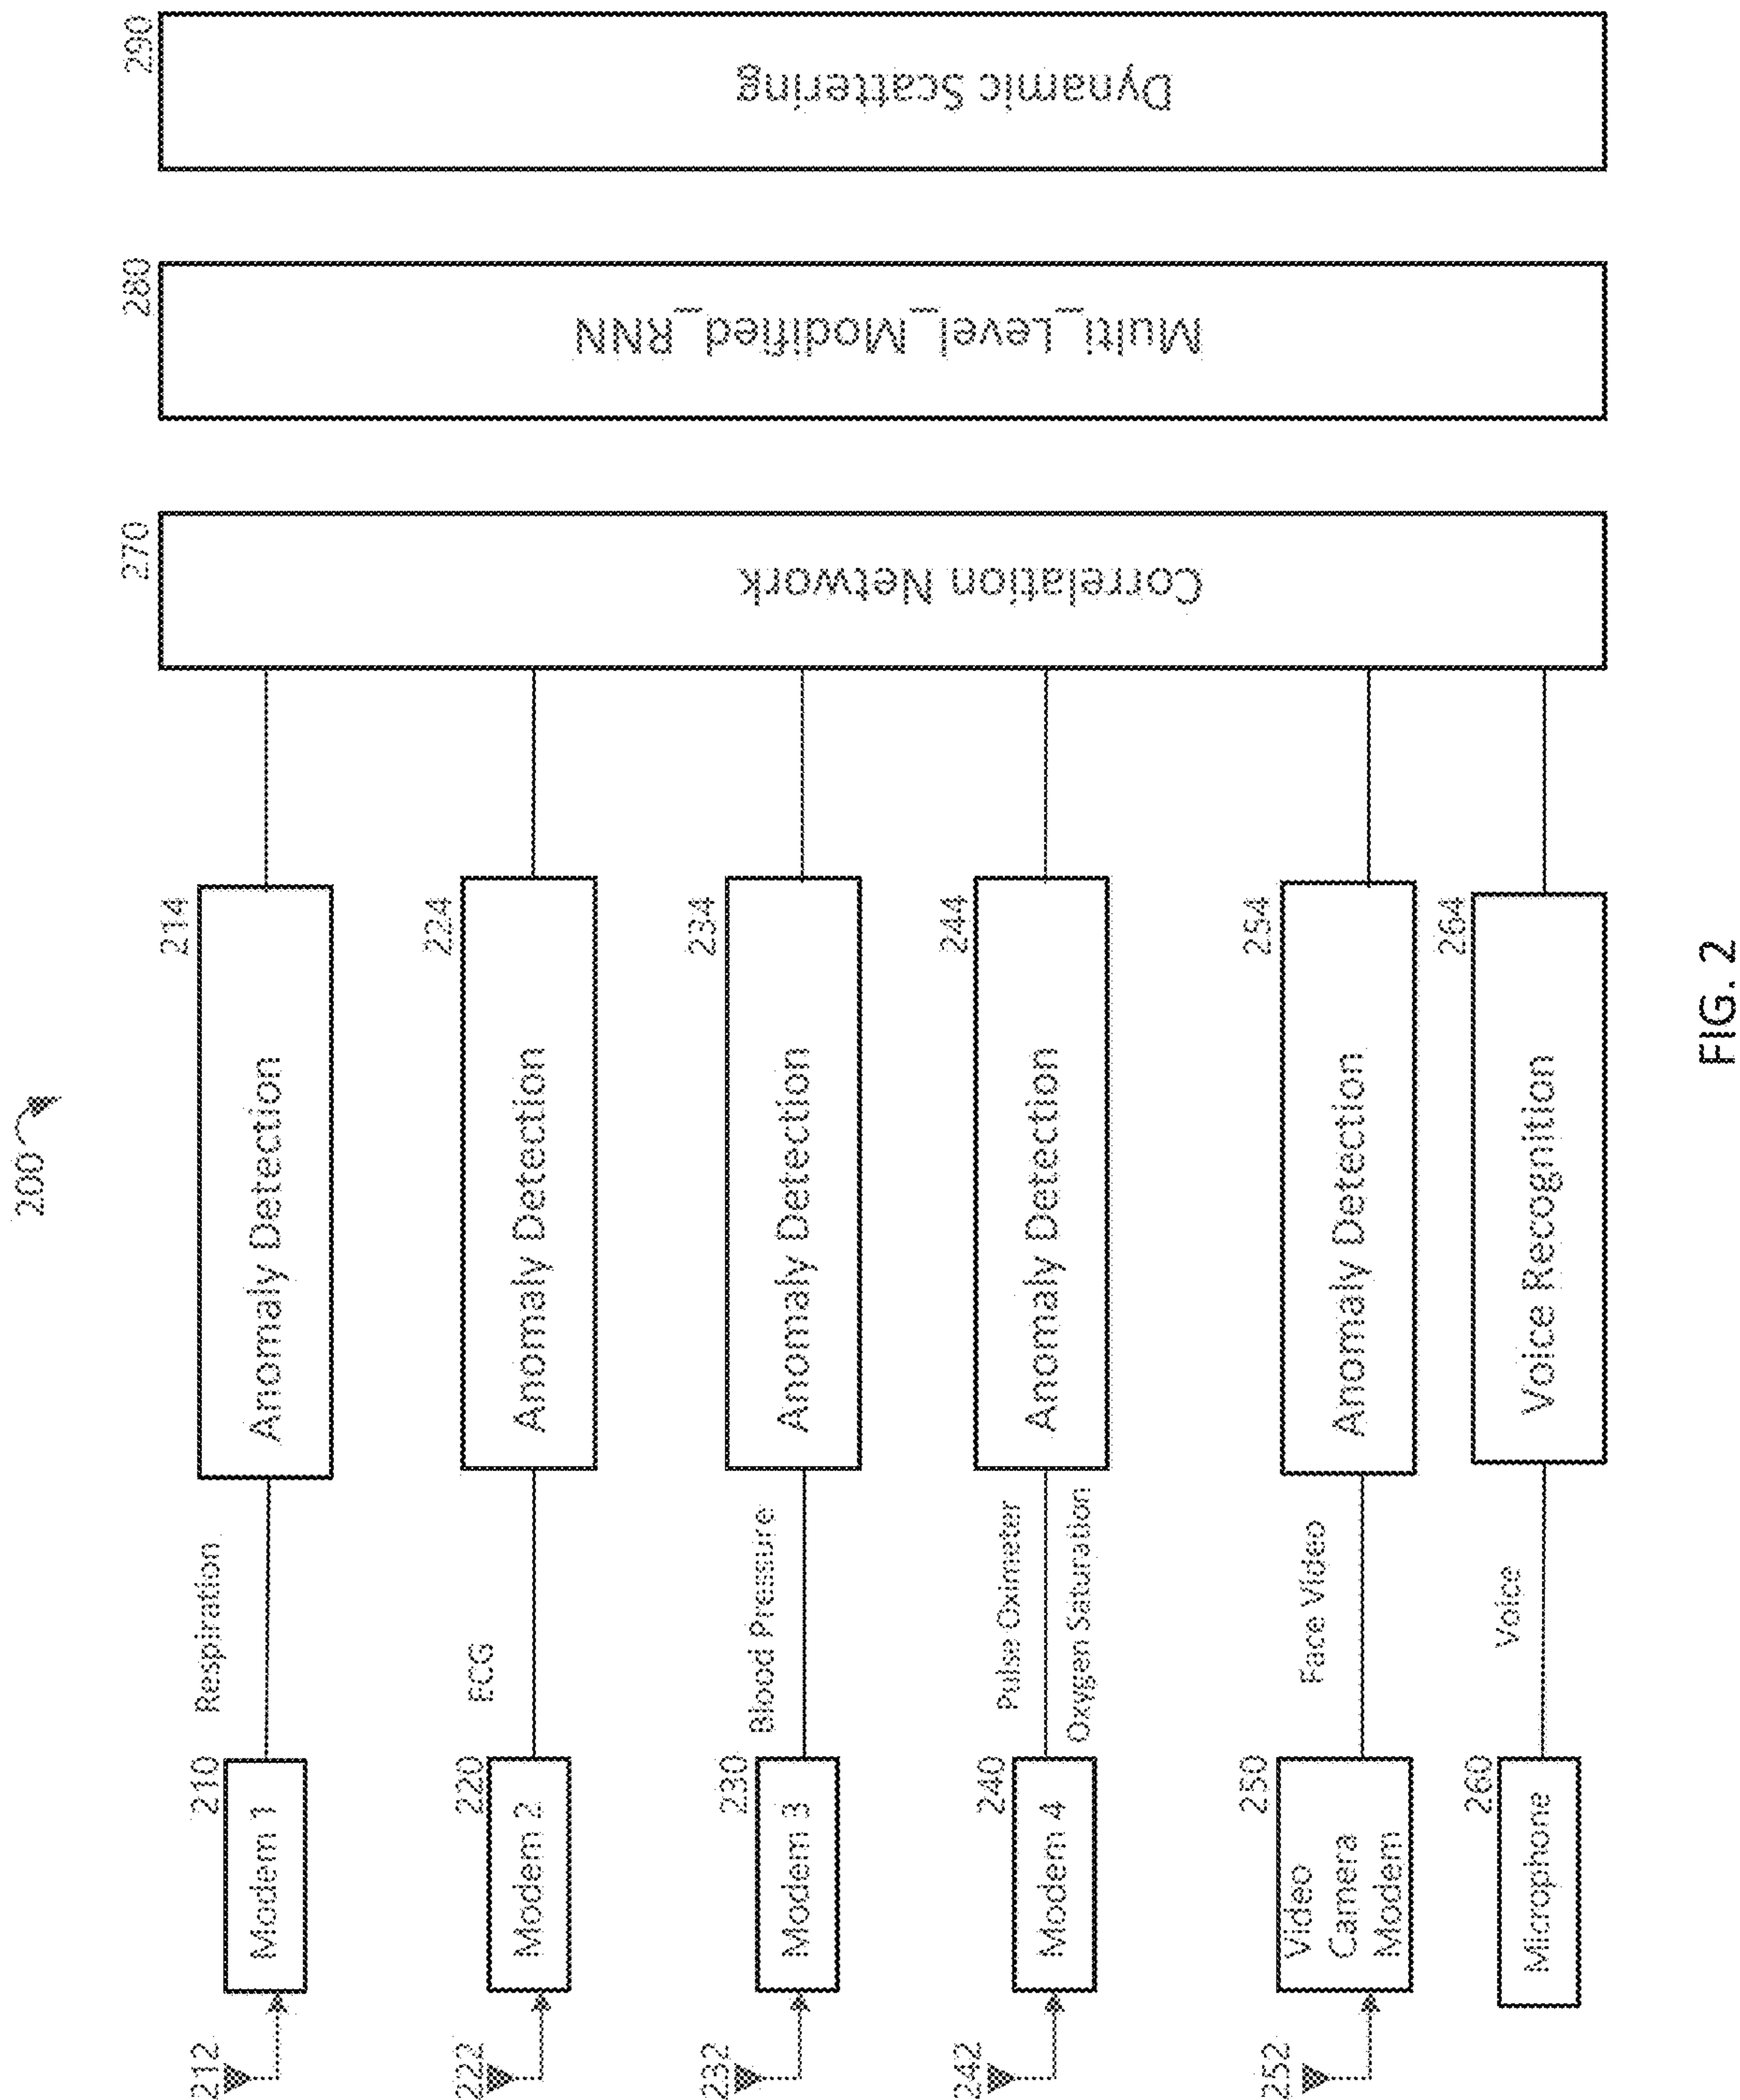 200
212
210
Modem 1
Respiration
214
Anomaly Detection
222
220
Modem 2
ECG
224
Anomaly Detection
232
230
Modem 3
Blood Pressure
234
Anomaly Detection
242
240
Modem 4
Pulse Oximeter
Oxygen Saturation
244
Anomaly Detection
252
250
Video
Camera
Modem
Face Video
254
Anomaly Detection
260
Microphone
Voice
264
Voice Recognition
270
Correlation Network
280
Multi_Level_Modified_RNN
290
Dynamic Scattering
FIG. 2